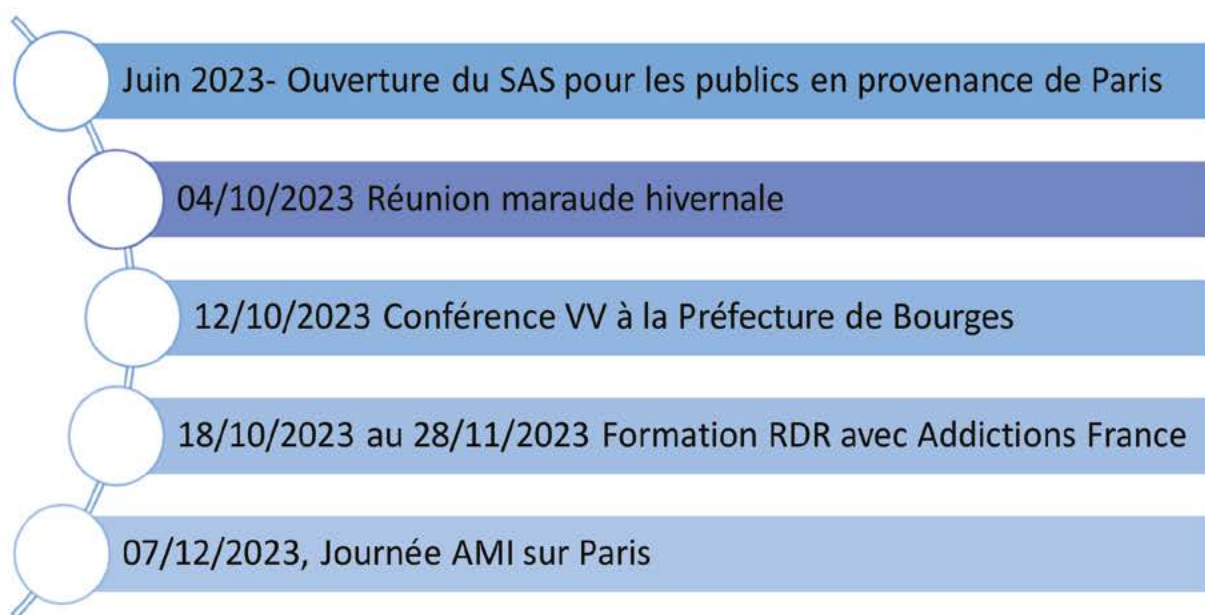 Juin 2023- Ouverture du SAS pour les publics en provenance de Paris
04/10/2023 Réunion maraude hivernale
12/10/2023 Conférence VV à la Préfecture de Bourges
18/10/2023 au 28/11/2023 Formation RDR avec Addictions France
07/12/2023, Journée AMI sur Paris